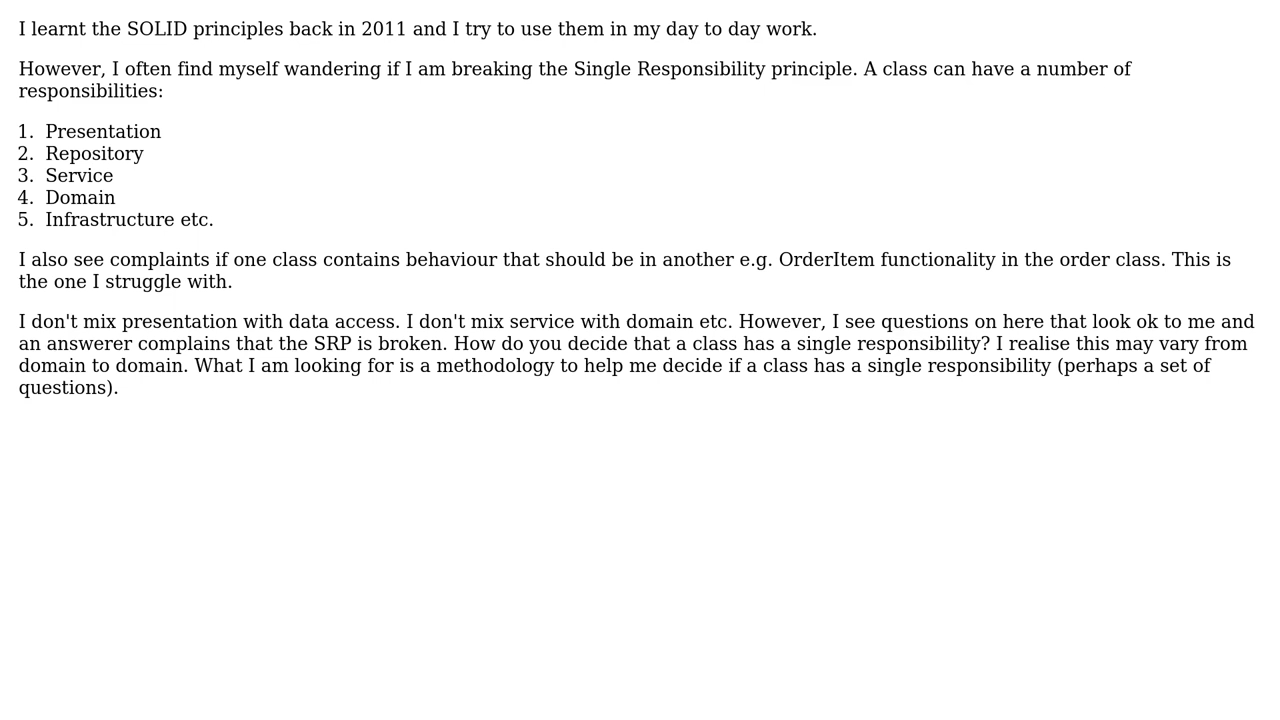 I learnt the SOLID principles back in 2011 and I try to use them in my day to day work.
However, I often find myself wandering if I am breaking the Single Responsibility principle. A class can have a number of
responsibilities:
1. Presentation
2. Repository
3. Service
4. Domain
5. Infrastructure etc.
I also see complaints if one class contains behaviour that should be in another e.g. OrderItem functionality in the order class. This is
the one I struggle with.
I don't mix presentation with data access. I don't mix service with domain etc. However, I see questions on here that look ok to me and
an answerer complains that the SRP is broken. How do you decide that a class has a single responsibility? I realise this may vary from
domain to domain. What I am looking for is a methodology to help me decide if a class has a single responsibility (perhaps a set of
questions).